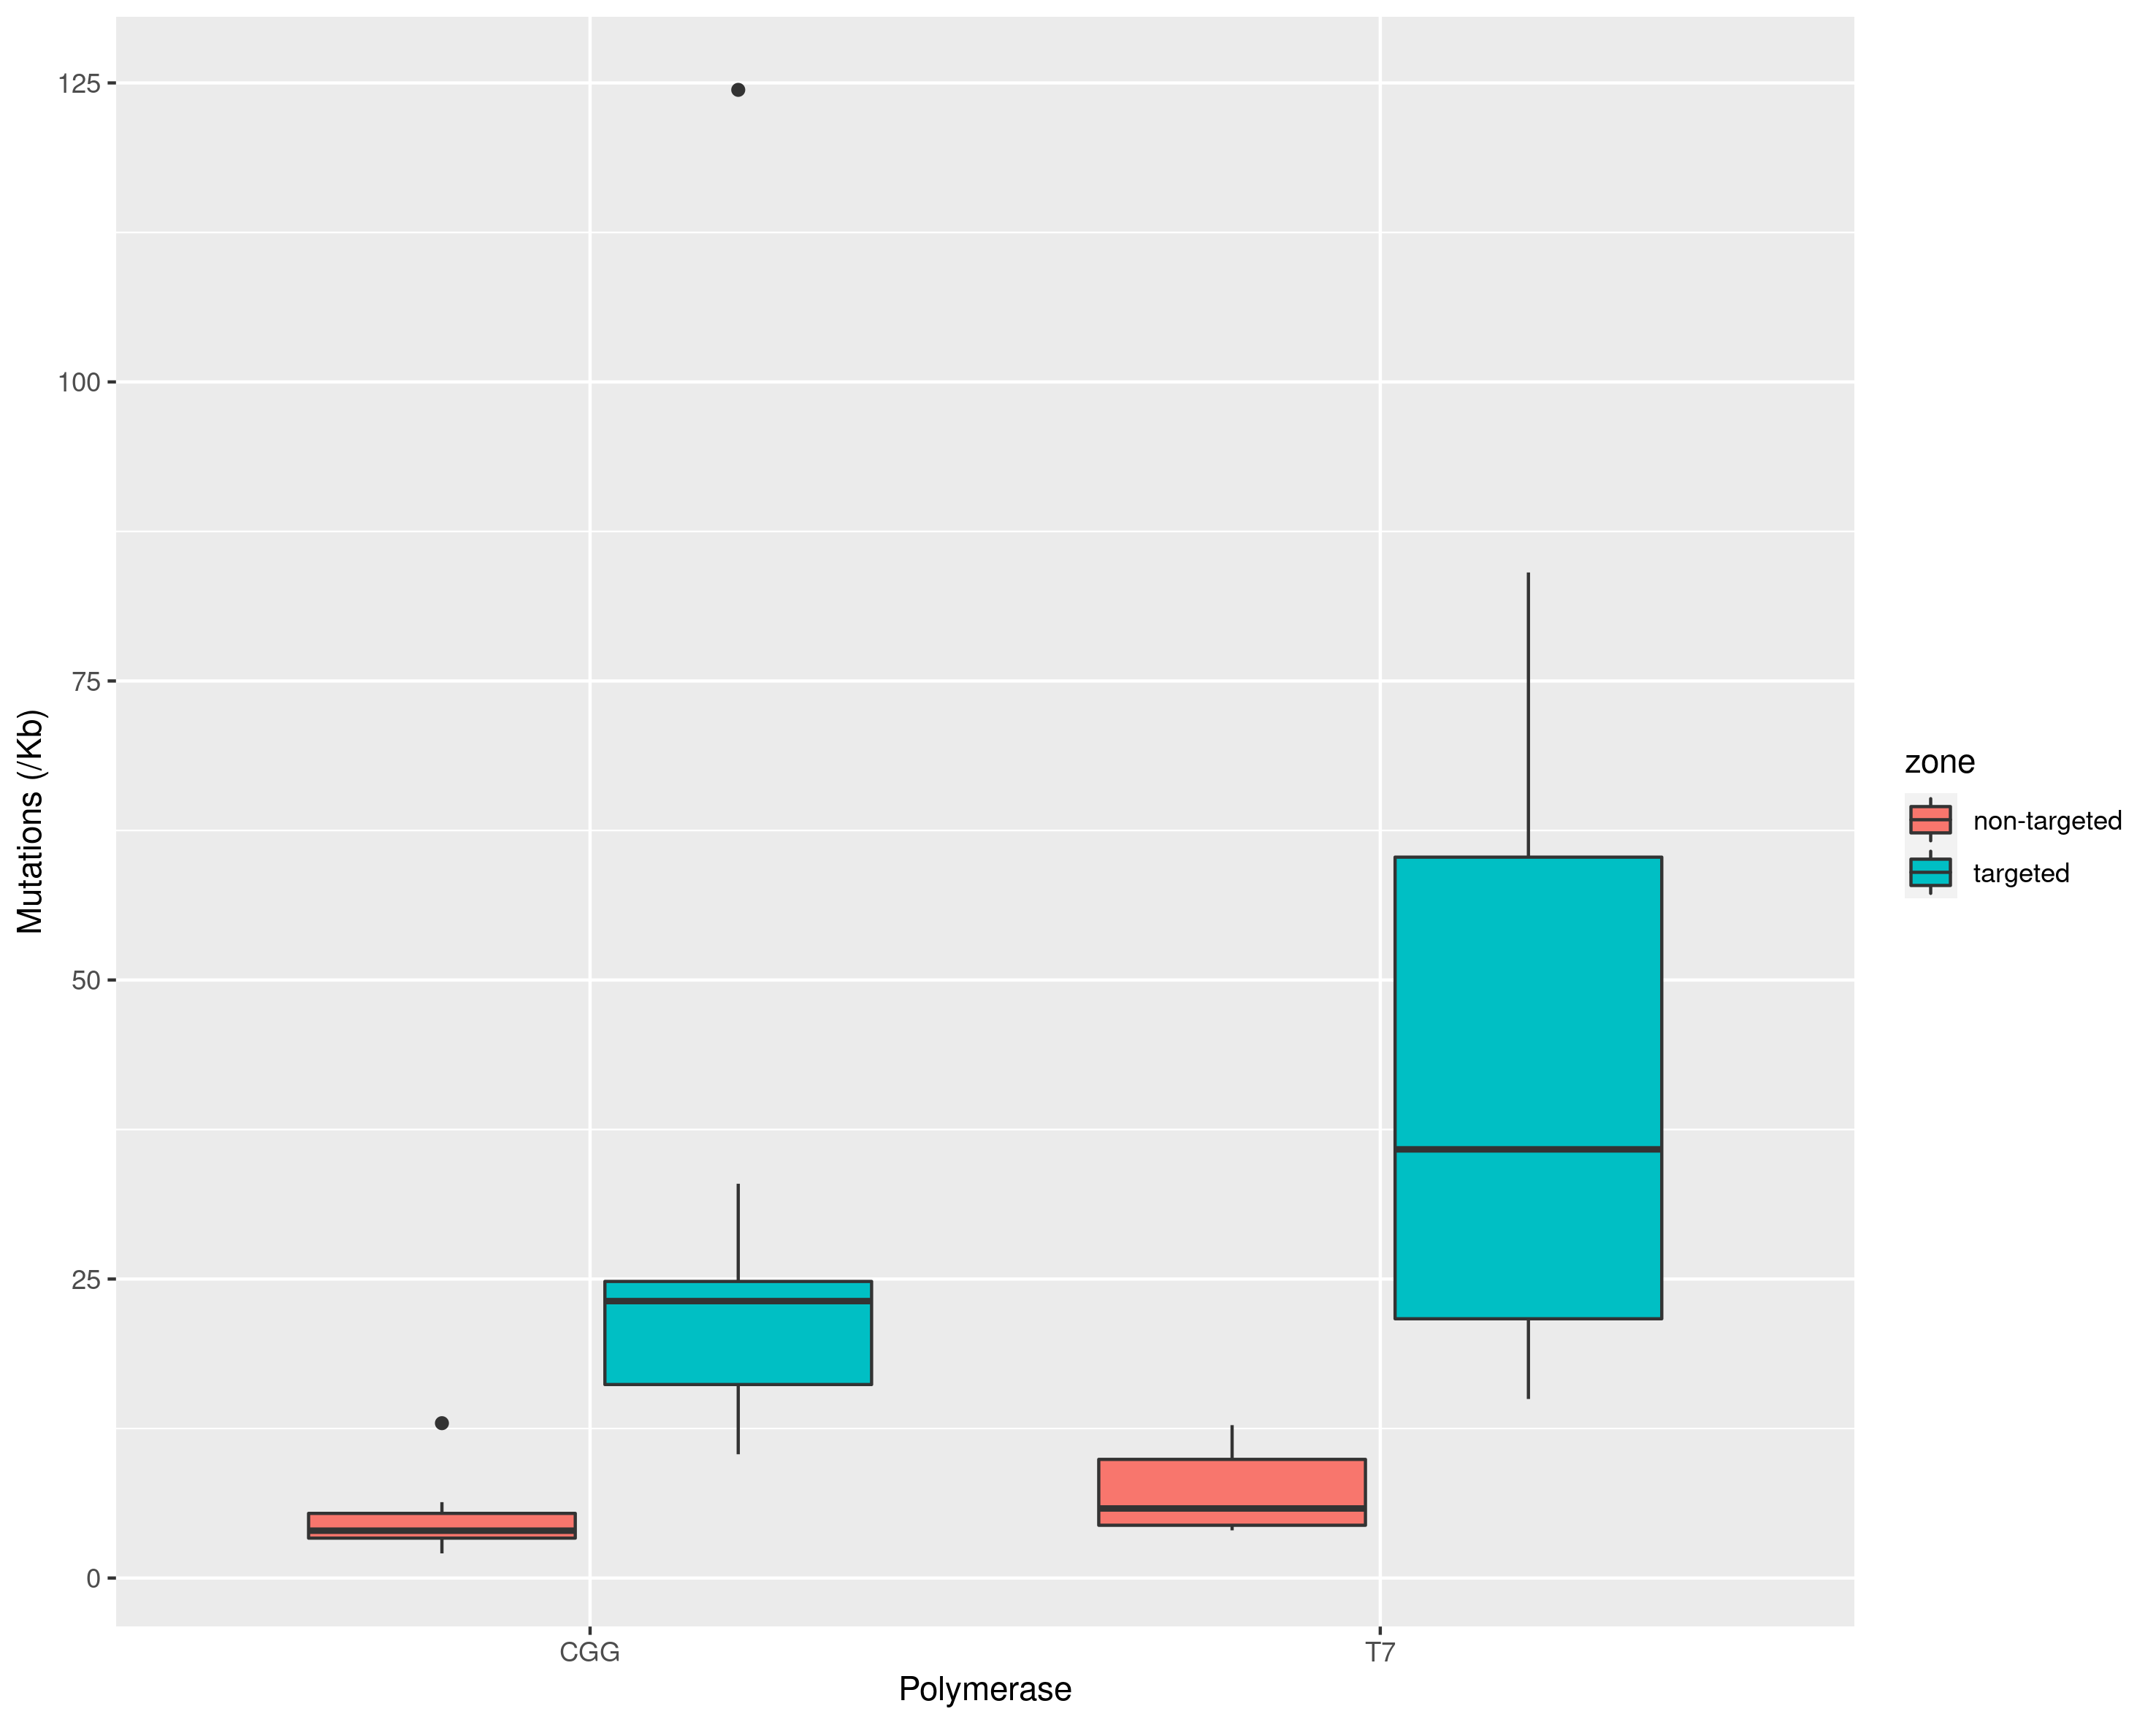 125
100
75
50
25
0
Mutations (/Kb)
CGG
T7
Polymerase
zone
non-targeted
targeted